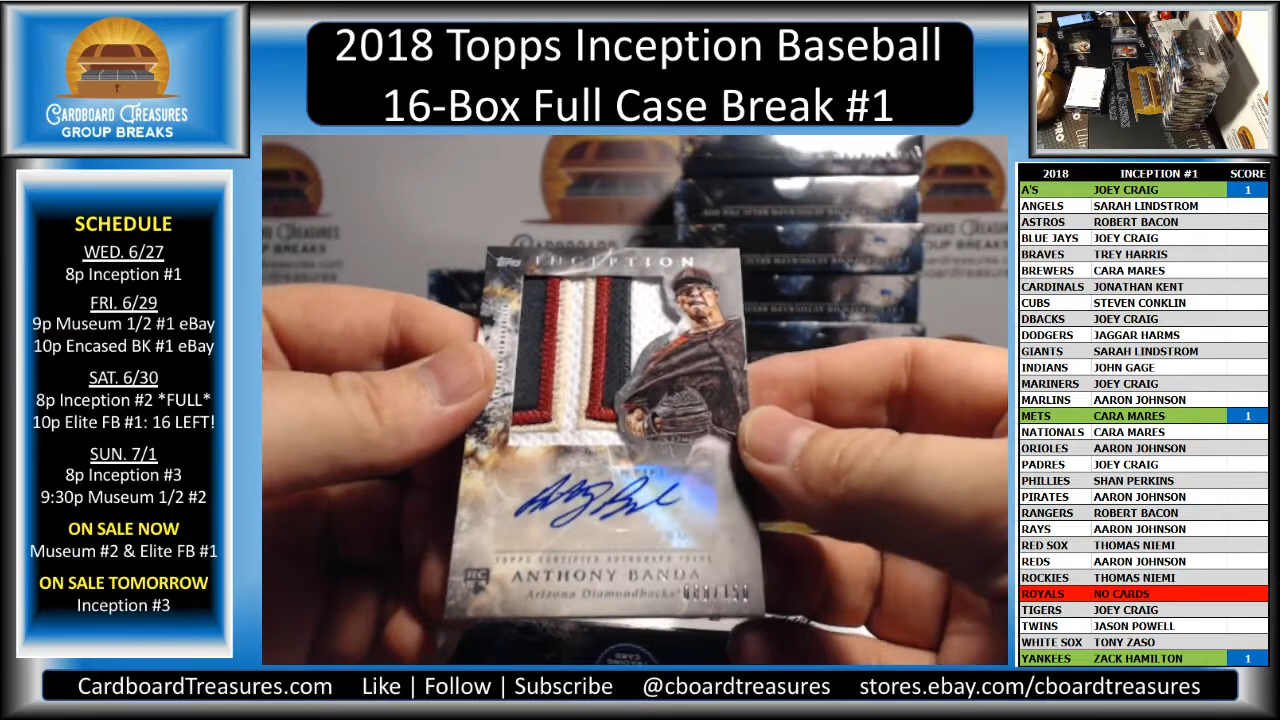 CARDBOARD TREASURES
GROUP BREAKS
2018 Topps Inception Baseball
16-Box Full Case Break #1
SCHEDULE
WED. 6/27
8p Inception #1
FRI. 6/29
9p Museum 1/2 #1 eBay
10p Encased BK #1 eBay
SAT. 6/30
8p Inception #2 *FULL*
10p Elite FB #1: 16 LEFT!
SUN. 7/1
8p Inception #3
9:30p Museum 1/2 #2
ON SALE NOW
Museum #2 & Elite FB #1
ON SALE TOMORROW
Inception #3
Topps INCEPTION
TOPPS CERTIFIED AUTOGRAPH ISSUE
RC
ANTHONY BANDA
Arizona Diamondbacks
2018 INCEPTION #1 SCORE
A'S JOEY CRAIG 1
ANGELS SARAH LINDSTROM
ASTROS ROBERT BACON
BLUE JAYS JOEY CRAIG
BRAVES TREY HARRIS
BREWERS CARA MARES
CARDINALS JONATHAN KENT
CUBS STEVEN CONKLIN
DBACKS JOEY CRAIG
DODGERS JAGGAR HARMS
GIANTS SARAH LINDSTROM
INDIANS JOHN GAGE
MARINERS JOEY CRAIG
MARLINS AARON JOHNSON
METS CARA MARES 1
NATIONALS CARA MARES
ORIOLES AARON JOHNSON
PADRES JOEY CRAIG
PHILLIES SHAN PERKINS
PIRATES AARON JOHNSON
RANGERS ROBERT BACON
RAYS AARON JOHNSON
RED SOX THOMAS NIEMI
REDS AARON JOHNSON
ROCKIES THOMAS NIEMI
ROYALS NO CARDS
TIGERS JOEY CRAIG
TWINS JASON POWELL
WHITE SOX TONY ZASO
YANKEES ZACK HAMILTON 1
CardboardTreasures.com Like | Follow | Subscribe @cboardtreasures stores.ebay.com/cboardtreasures